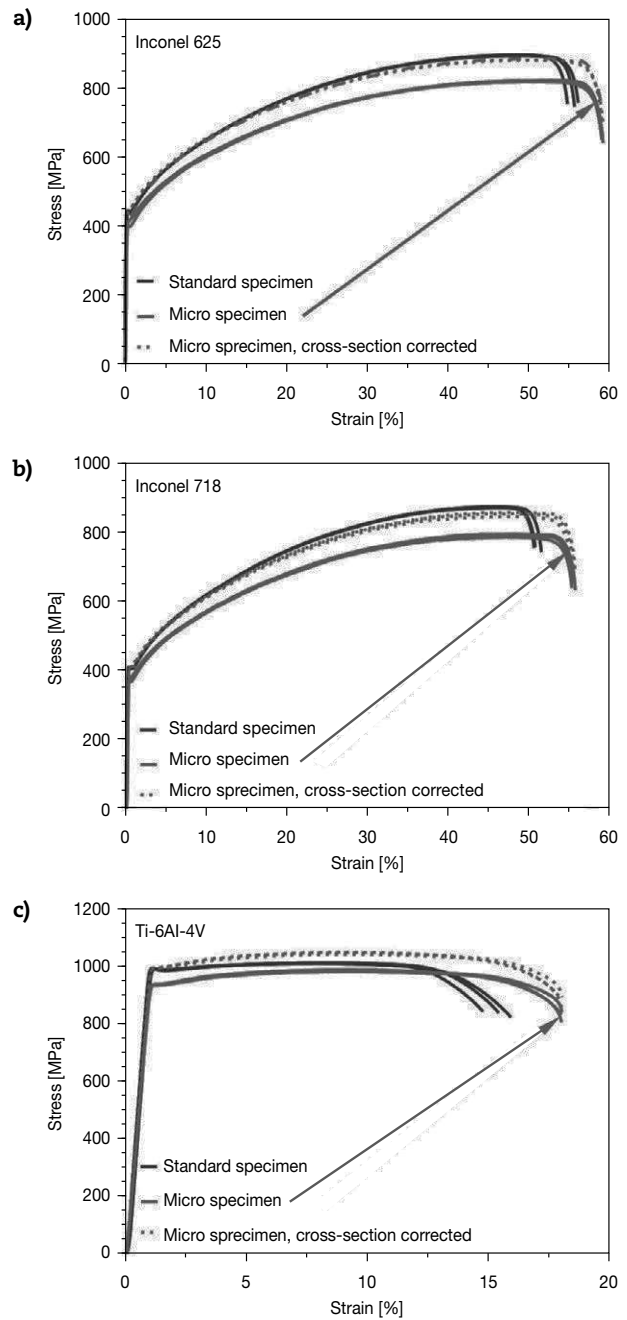 a)
Inconel 625
1000
800
600
400
200
0
Stress [MPa]
Standard specimen
Micro specimen
Micro sprecimen, cross-section corrected
0 10 20 30 40 50 60
Strain [%]
b)
Inconel 718
1000
800
600
400
200
0
Stress [MPa]
Standard specimen
Micro specimen
Micro sprecimen, cross-section corrected
0 10 20 30 40 50 60
Strain [%]
c)
Ti-6Al-4V
1200
1000
800
600
400
200
0
Stress [MPa]
Standard specimen
Micro specimen
Micro sprecimen, cross-section corrected
0 5 10 15 20
Strain [%]